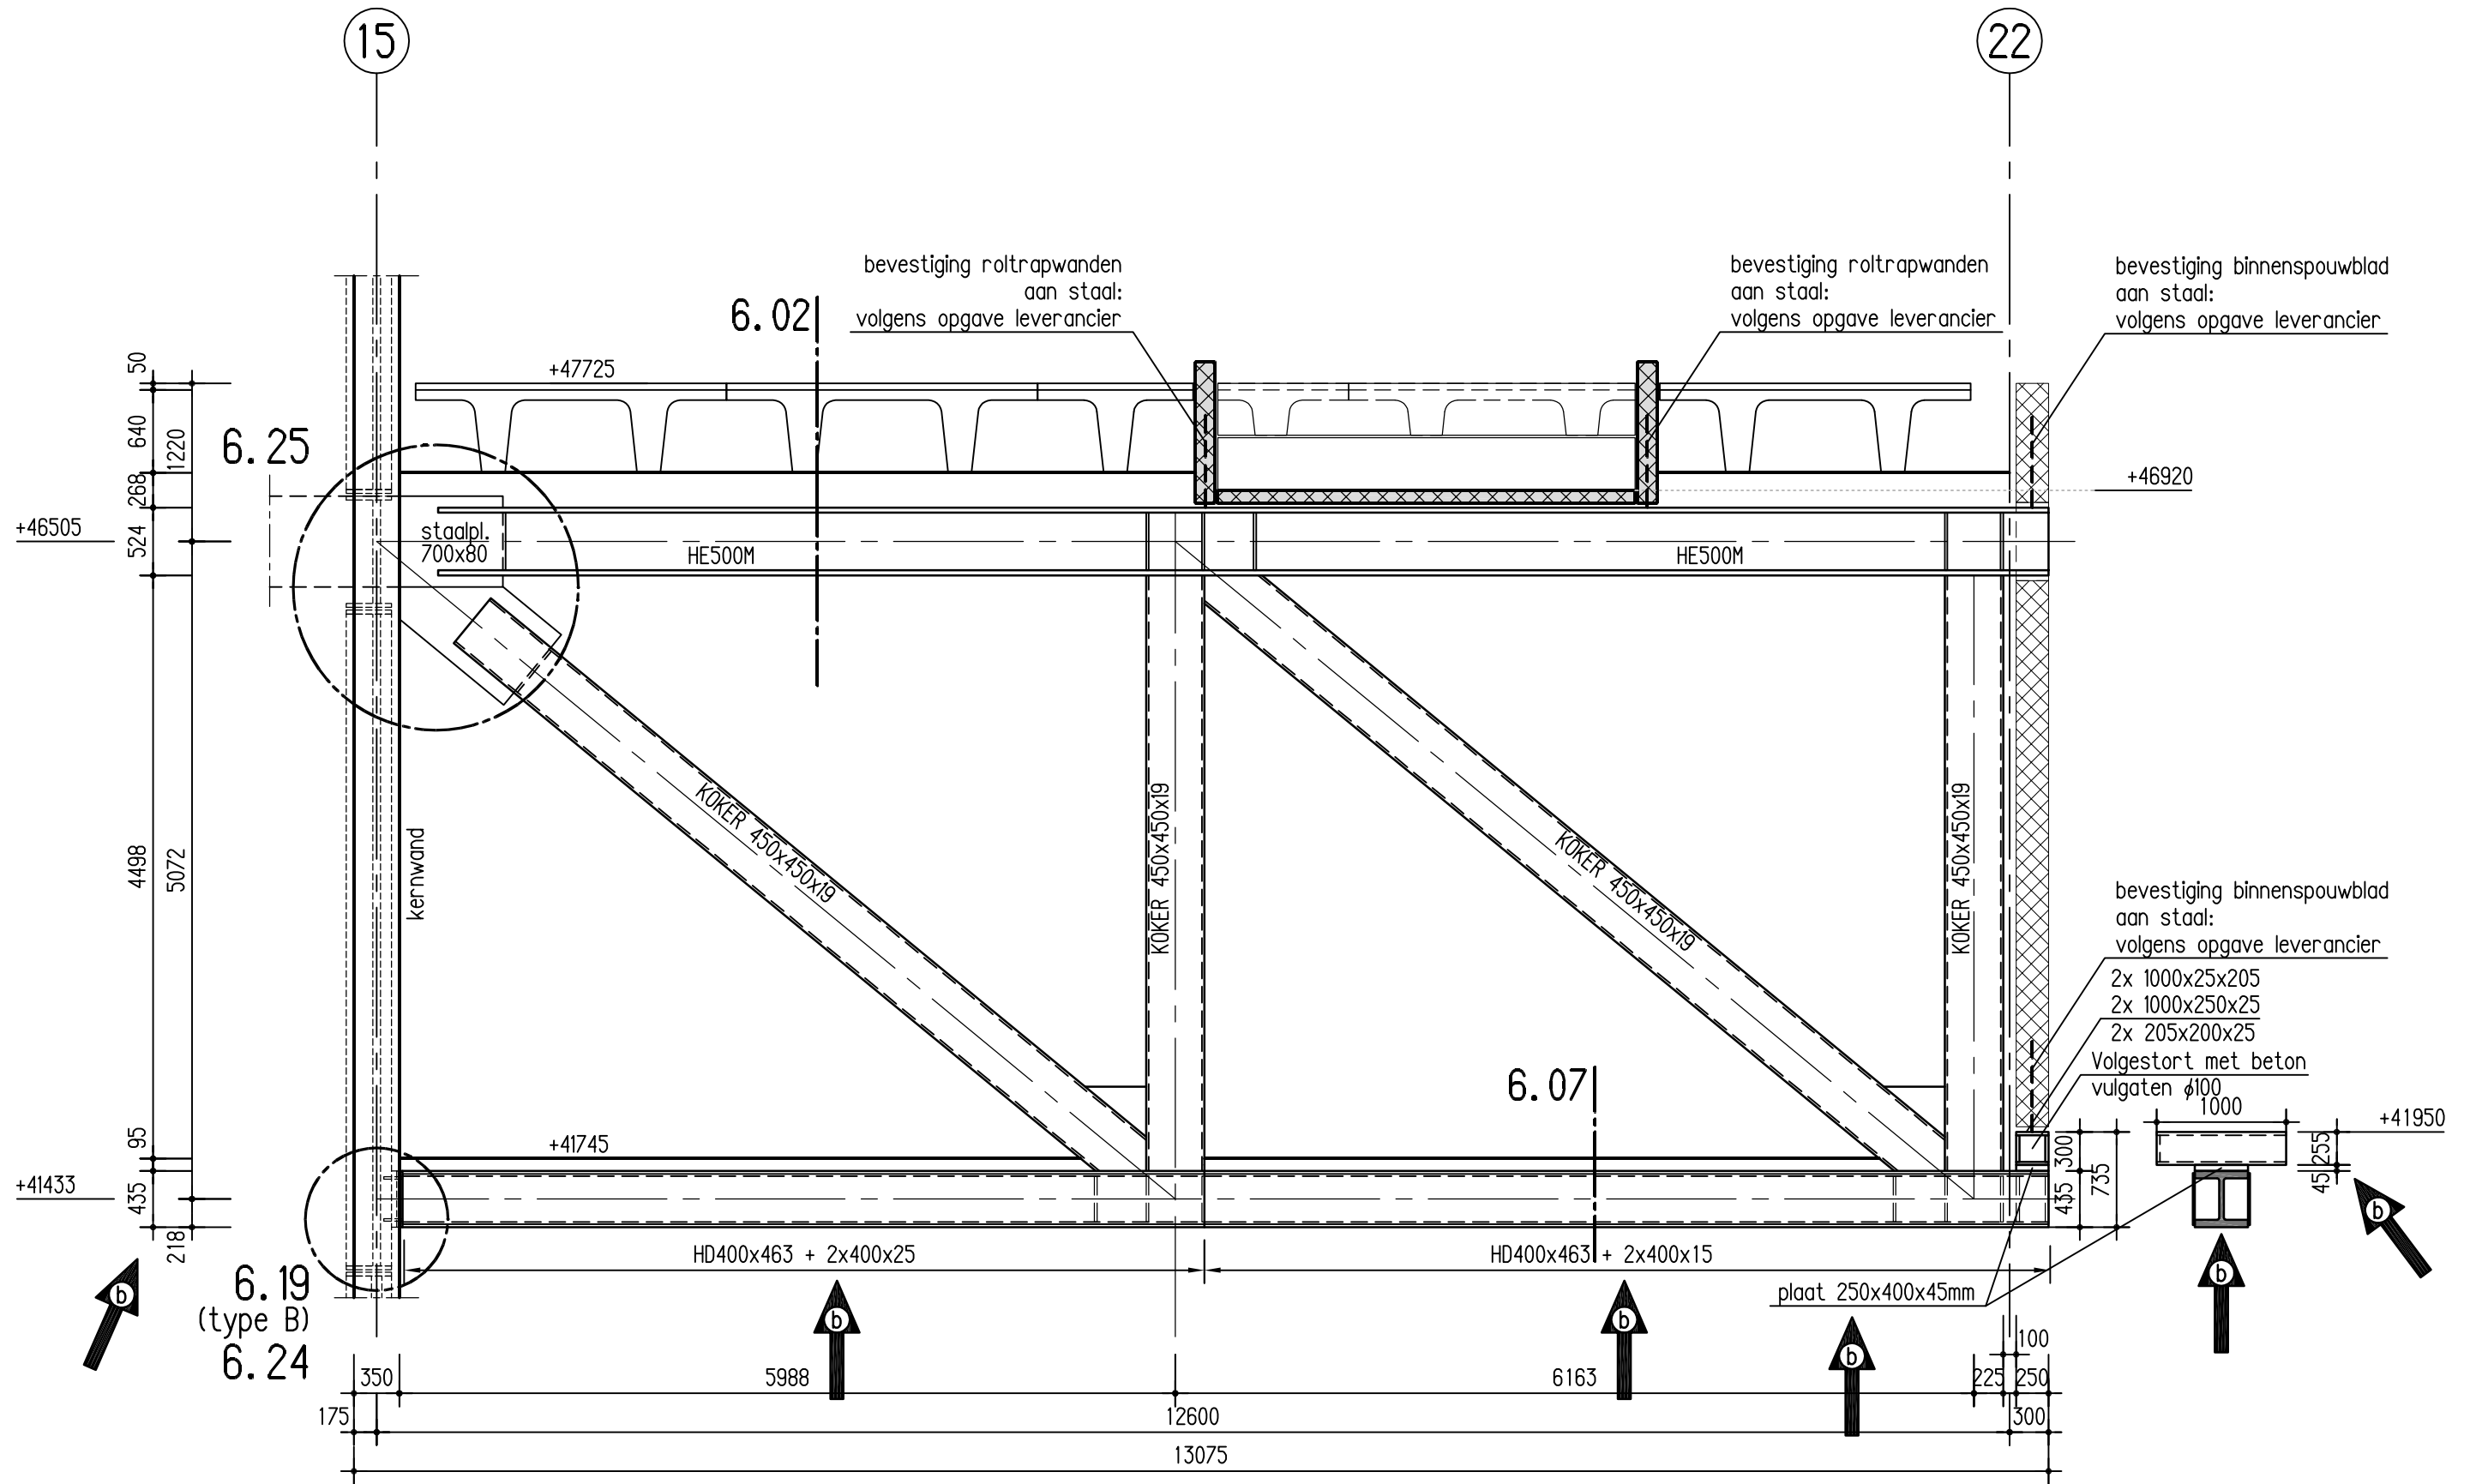 15
22
bevestiging roltrapwanden
aan staal:
volgens opgave leverancier
bevestiging roltrapwanden
aan staal:
volgens opgave leverancier
bevestiging binnenspouwblad
aan staal:
volgens opgave leverancier
6.02
+47725
50
640
1220
268
524
6.25
+46505
+46920
staalpl.
700x80
HE500M
HE500M
KOKER 450x450x19
KOKER 450x450x19
KOKER 450x450x19
KOKER 450x450x19
kernwand
4498
5072
bevestiging binnenspouwblad
aan staal:
volgens opgave leverancier
2x 1000x25x205
2x 1000x250x25
2x 205x200x25
Volgestort met beton
vulgaten ø100
6.07
1000
+41950
95
+41745
300
735
435
255
45
+41433
435
218
b
HD400x463 + 2x400x25
HD400x463 + 2x400x15
b
b
6.19
(type B)
6.24
plaat 250x400x45mm
b
b
b
100
350
5988
6163
225
250
175
12600
300
13075